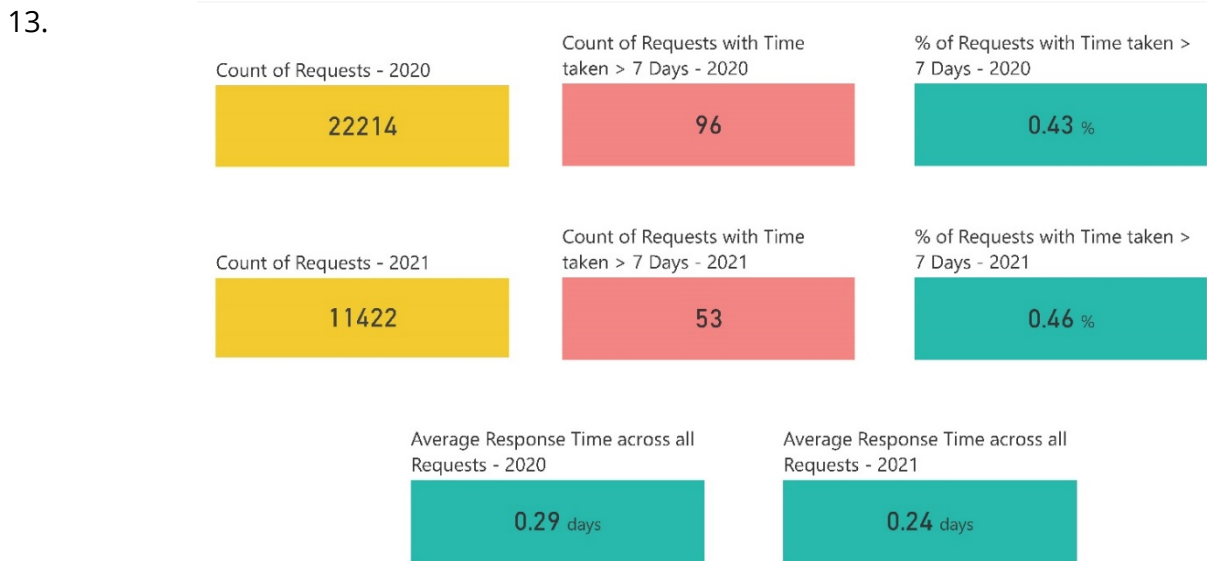 13.
Count of Requests - 2020
22214
Count of Requests with Time
taken > 7 Days - 2020
96
% of Requests with Time taken >
7 Days - 2020
0.43 %
Count of Requests - 2021
11422
Count of Requests with Time
taken > 7 Days - 2021
53
% of Requests with Time taken >
7 Days - 2021
0.46 %
Average Response Time across all
Requests - 2020
0.29 days
Average Response Time across all
Requests - 2021
0.24 days